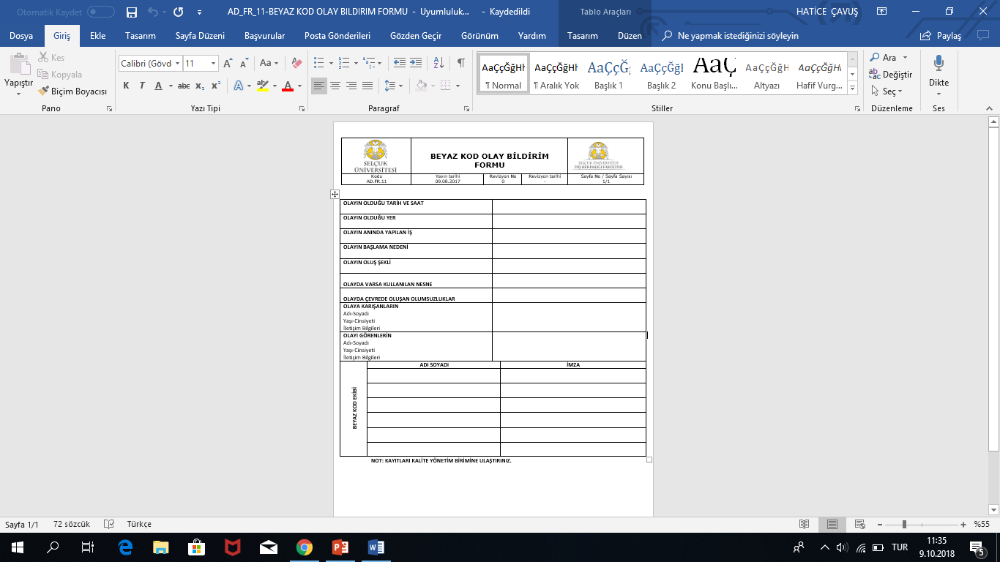 Otomatik Kaydet
AD_FR_11-BEYAZ KOD OLAY BILDIRIM FORMU - Uyumluluk... - Kaydedildi
Tablo Araçları
HATİCE ÇAVUŞ
Dosya Giriş Ekle Tasarım Sayfa Düzeni Başvurular Posta Gönderileri Gözden Geçir Görünüm Yardım Tasarım Düzen Ne yapmak istediğinizi söyleyin Paylaş
Yapıştır
Kes
Kopyala
Biçim Boyacısı
Pano
Calibri (Gövd 11
K T A abc x₂ x²
Yazı Tipi
Paragraf
AaÇçĞğHh AaÇçĞğHh AaÇçĞ AaÇçĞğI AaÇ AaÇçĞğH AaÇçĞğHı
¶ Normal ¶ Aralık Yok Başlık 1 Başlık 2 Konu Başlı... Altyazı Hafif Vurg...
Stiller
Ara
Değiştir
Seç
Düzenleme
Dikte
Ses
SELÇUK
ÜNİVERSİTESİ
BEYAZ KOD OLAY BİLDİRİM
FORMU
SELÇUK ÜNİVERSİTESİ
DİŞ HEKİMLİĞİ FAKÜLTESİ
Kodu Yayın tarihi Revizyon No Revizyon tarihi Sayfa No / Sayfa Sayısı
AD.FR.11 09.08.2017 0 - 1/1
OLAYIN OLDUĞU TARİH VE SAAT
OLAYIN OLDUĞU YER
OLAYIN ANINDA YAPILAN İŞ
OLAYIN BAŞLAMA NEDENİ
OLAYIN OLUŞ ŞEKLİ
OLAYDA VARSA KULLANILAN NESNE
OLAYDA ÇEVREDE OLUŞAN OLUMSUZLUKLAR
OLAYA KARIŞANLARIN
Adı-Soyadı
Yaşı-Cinsiyeti
İletişim Bilgileri
OLAYI GÖRENLERİN
Adı-Soyadı
Yaşı-Cinsiyeti
İletişim Bilgileri
BEYAZ KOD EKİBİ
ADI SOYADI İMZA
NOT: KAYITLARI KALİTE YÖNETİM BİRİMİNE ULAŞTIRINIZ.
Sayfa 1/1 72 sözcük Türkçe %55
TUR
11:35
9.10.2018
5